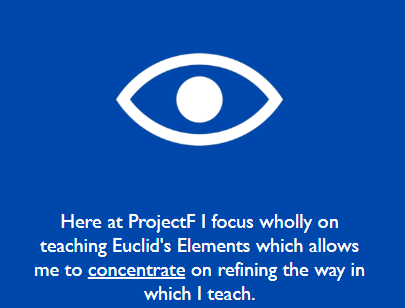 Here at ProjectF I focus wholly on
teaching Euclid's Elements which allows
me to concentrate on refining the way in
which I teach.